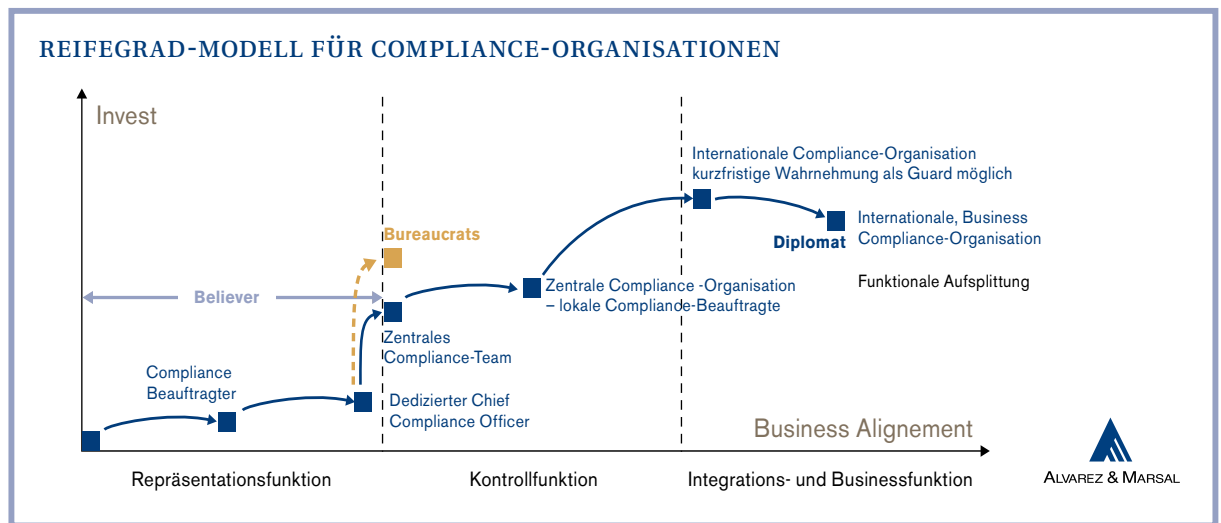 REIFEGRAD-MODELL FÜR COMPLIANCE-ORGANISATIONEN
Invest
Internationale Compliance-Organisation
kurzfristige Wahrnehmung als Guard möglich
Internationale, Business
Compliance-Organisation
Diplomat
Bureaucrats
Funktionale Aufsplittung
Zentrale Compliance -Organisation
– lokale Compliance-Beauftragte
Believer
Zentrales
Compliance-Team
Compliance
Beauftragter
Dedizierter Chief
Compliance Officer
Business Alignement
Repräsentationsfunktion
Kontrollfunktion
Integrations- und Businessfunktion
ALVAREZ & MARSAL